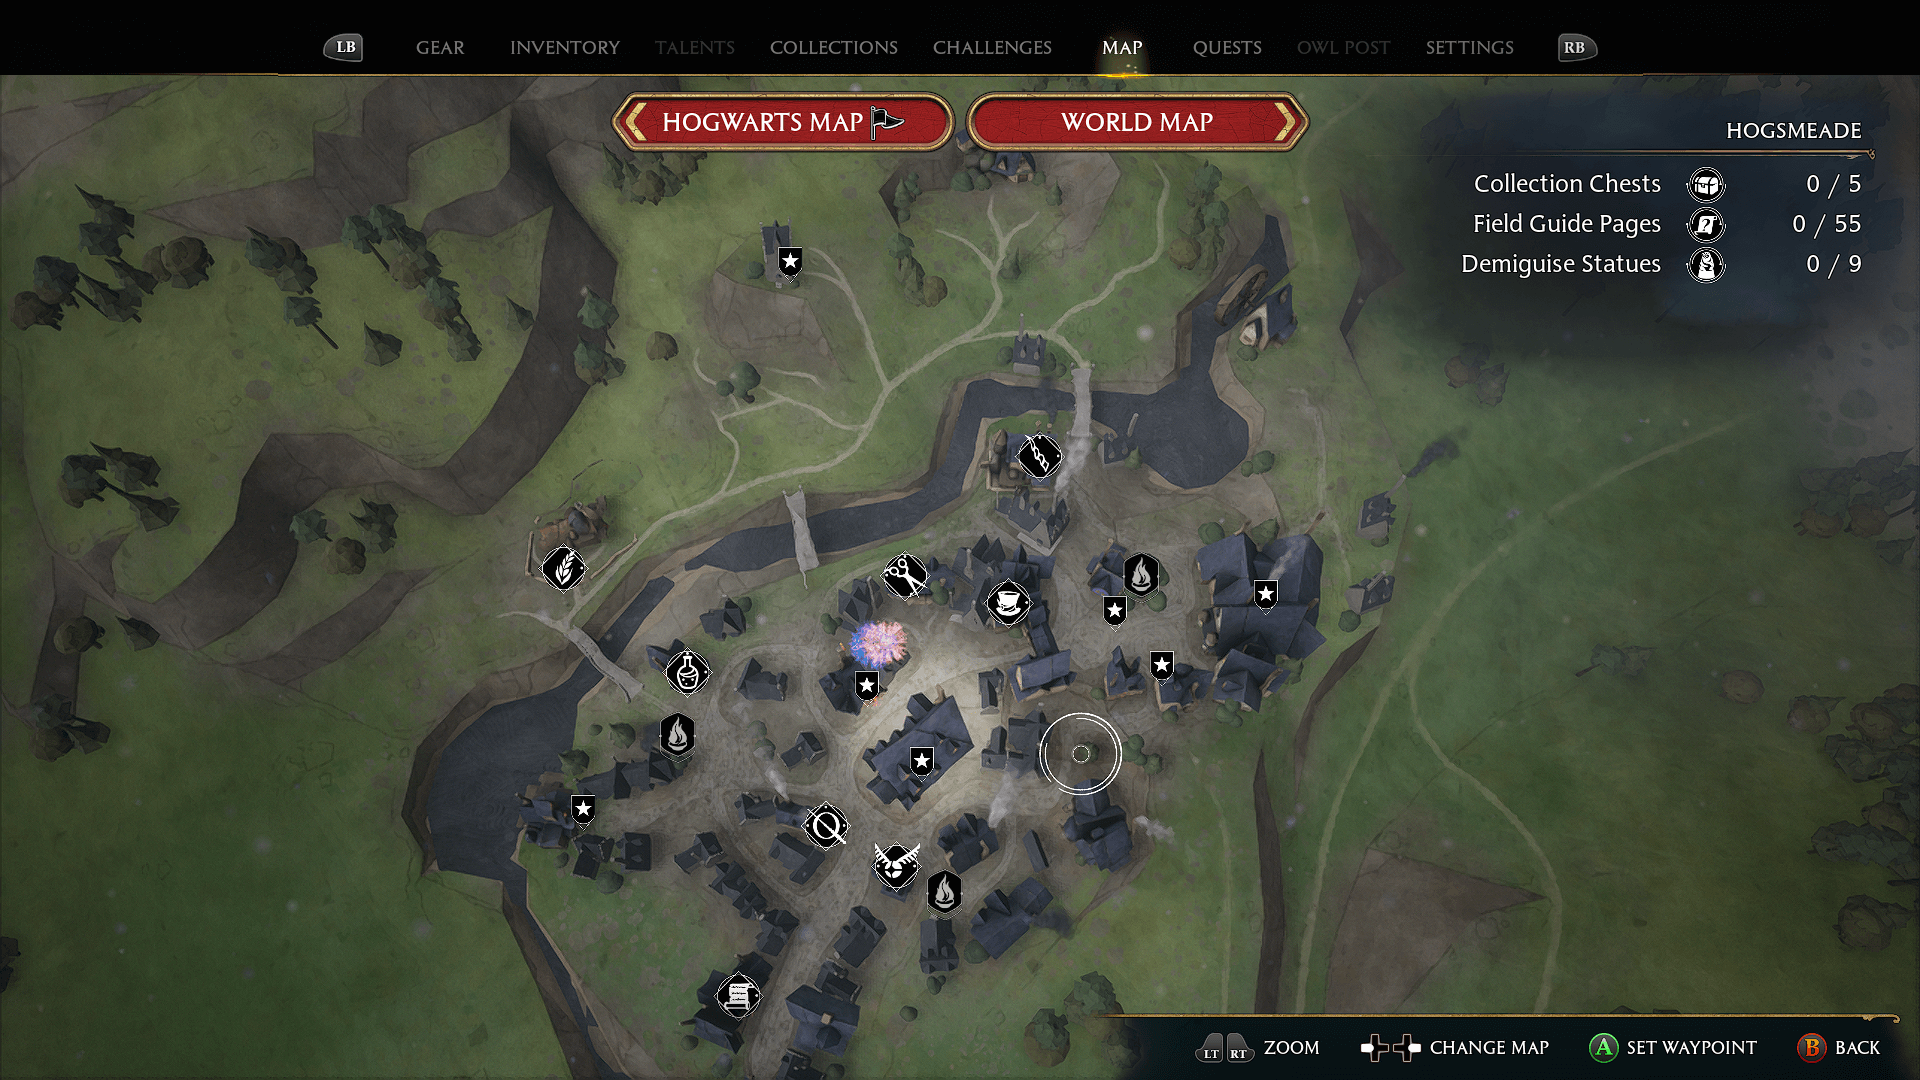 LB GEAR INVENTORY TALENTS COLLECTIONS CHALLENGES MAP QUESTS OWL POST SETTINGS RB
HOGWARTS MAP WORLD MAP
HOGSMEADE
Collection Chests 0 / 5
Field Guide Pages 0 / 55
Demiguise Statues 0 / 9
LT RT ZOOM CHANGE MAP A SET WAYPOINT B BACK